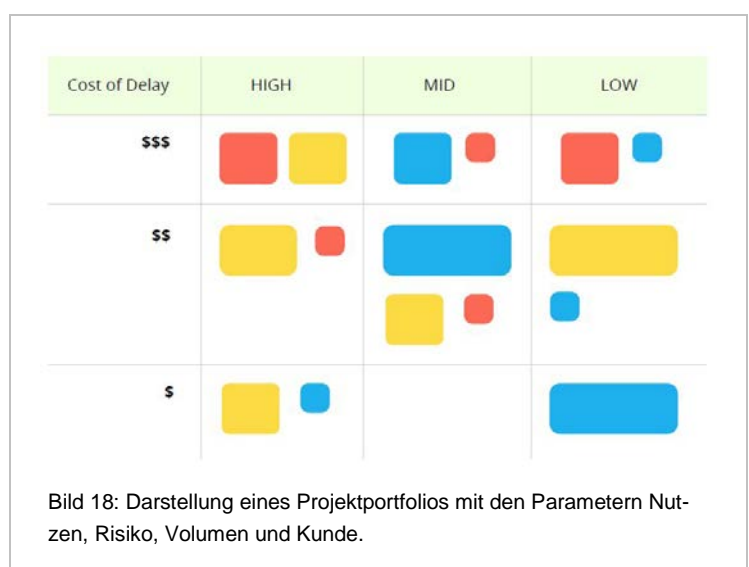 Cost of Delay HIGH MID LOW
$$$
$$
$
Bild 18: Darstellung eines Projektportfolios mit den Parametern Nut-
zen, Risiko, Volumen und Kunde.